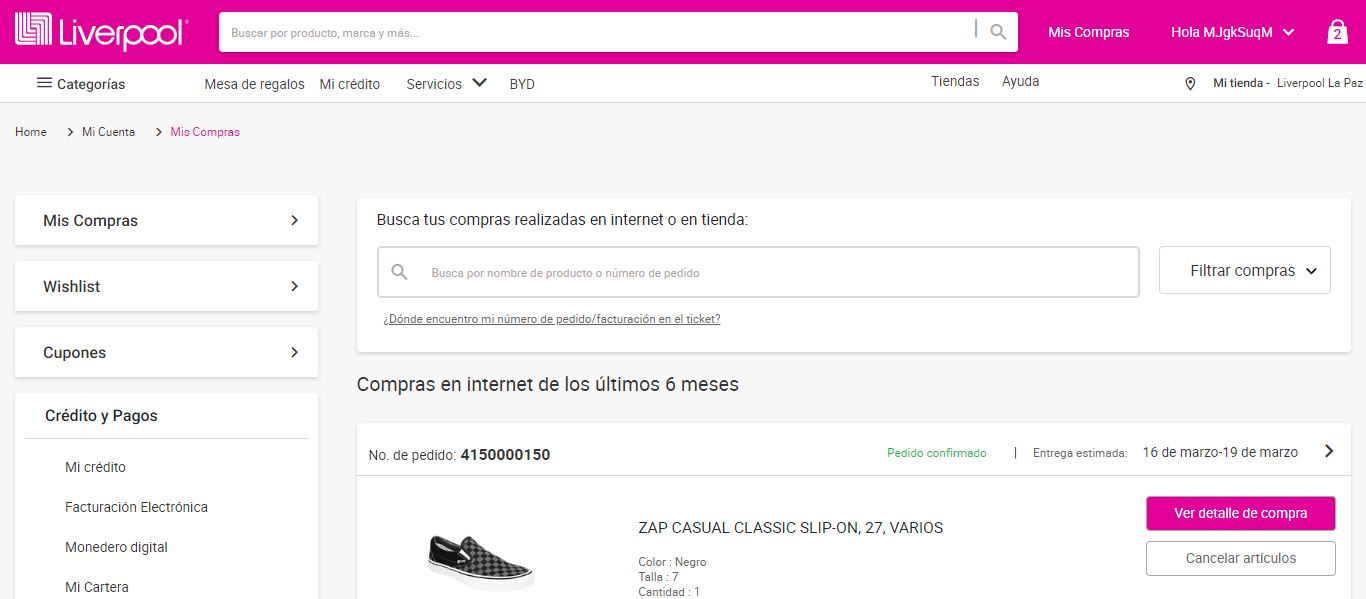 Liverpool
Buscar por producto, marca y más...
Mis Compras
Hola MJgkSuqM
2
Categorías
Mesa de regalos
Mi crédito
Servicios
BYD
Tiendas
Ayuda
Mi tienda - Liverpool La Paz
Home > Mi Cuenta > Mis Compras
Mis Compras
Wishlist
Cupones
Crédito y Pagos
Mi crédito
Facturación Electrónica
Monedero digital
Mi Cartera
Busca tus compras realizadas en internet o en tienda:
Busca por nombre de producto o número de pedido
Filtrar compras
¿Dónde encuentro mi número de pedido/facturación en el ticket?
Compras en internet de los últimos 6 meses
No. de pedido: 4150000150
Pedido confirmado | Entrega estimada: 16 de marzo-19 de marzo
ZAP CASUAL CLASSIC SLIP-ON, 27, VARIOS
Color : Negro
Talla : 7
Cantidad : 1
Ver detalle de compra
Cancelar artículos